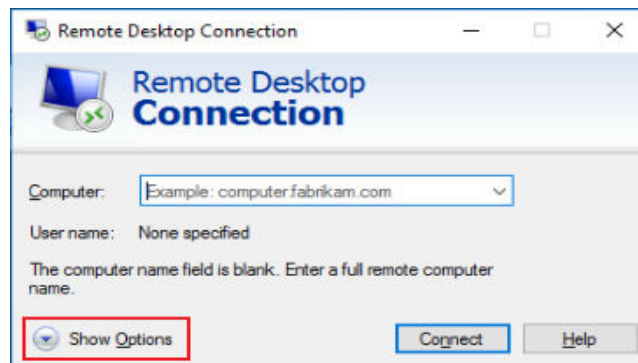 Remote Desktop Connection
Remote Desktop
Connection
Computer: Example: computer.fabrikam.com
User name: None specified
The computer name field is blank. Enter a full remote computer
name.
Show Options Connect Help